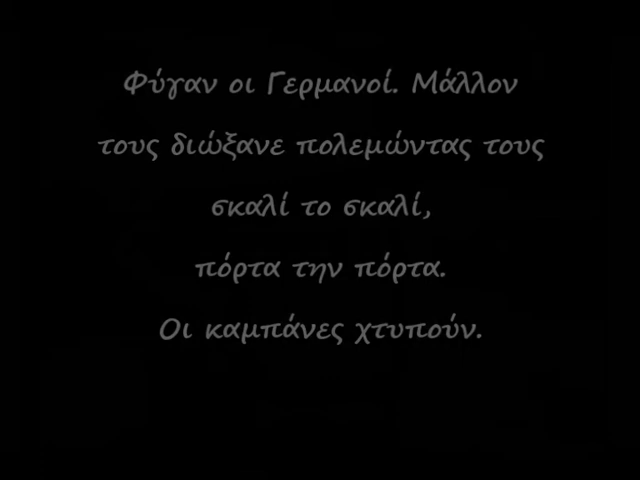 Φύγαν οι Γερμανοί. Μάλλον
τους διώξανε πολεμώντας τους
σκαλί το σκαλί,
πόρτα την πόρτα.
Οι καμπάνες χτυπούν.